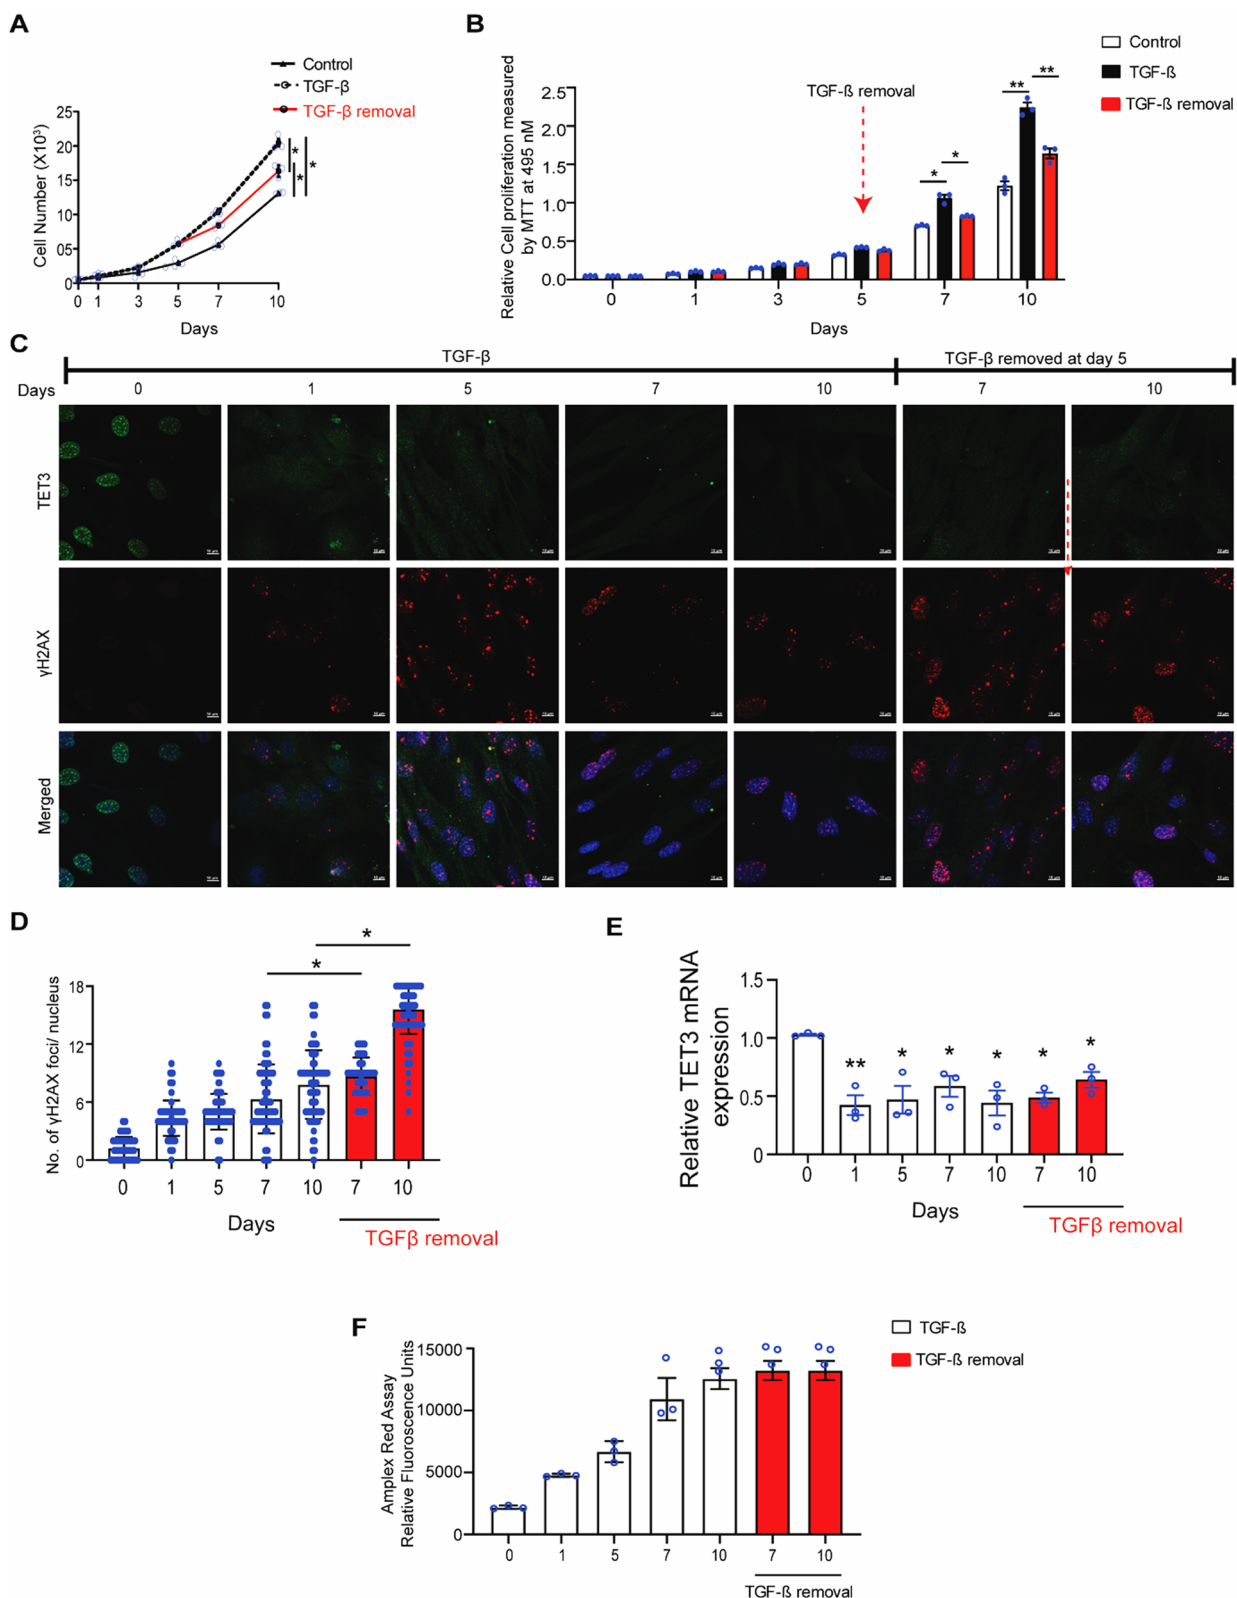 A
Control
TGF-β
TGF-β removal
Cell Number (X10³)
25
20
15
10
05
0
*
*
*
0 1 3 5 7 10
Days
B
Control
TGF-ß
TGF-ß removal
Relative Cell proliferation measured
by MTT at 495 nM
2.5
2.0
1.5
1.0
0.5
0.0
TGF-ß removal
*
*
**
**
0 1 3 5 7 10
Days
C
TGF-β
TGF-β removed at day 5
Days 0 1 5 7 10 7 10
TET3
γH2AX
Merged
D
No. of γH2AX foci/ nucleus
18
12
6
0
*
*
0 1 5 7 10 7 10
Days
TGFβ removal
E
Relative TET3 mRNA
expression
1.5
1.0
0.5
0
** * * * * *
0 1 5 7 10 7 10
Days
TGFβ removal
F
TGF-ß
TGF-ß removal
Amplex Red Assay
Relative Fluoroscence Units
15000
10000
5000
0
0 1 5 7 10 7 10
TGF-ß removal